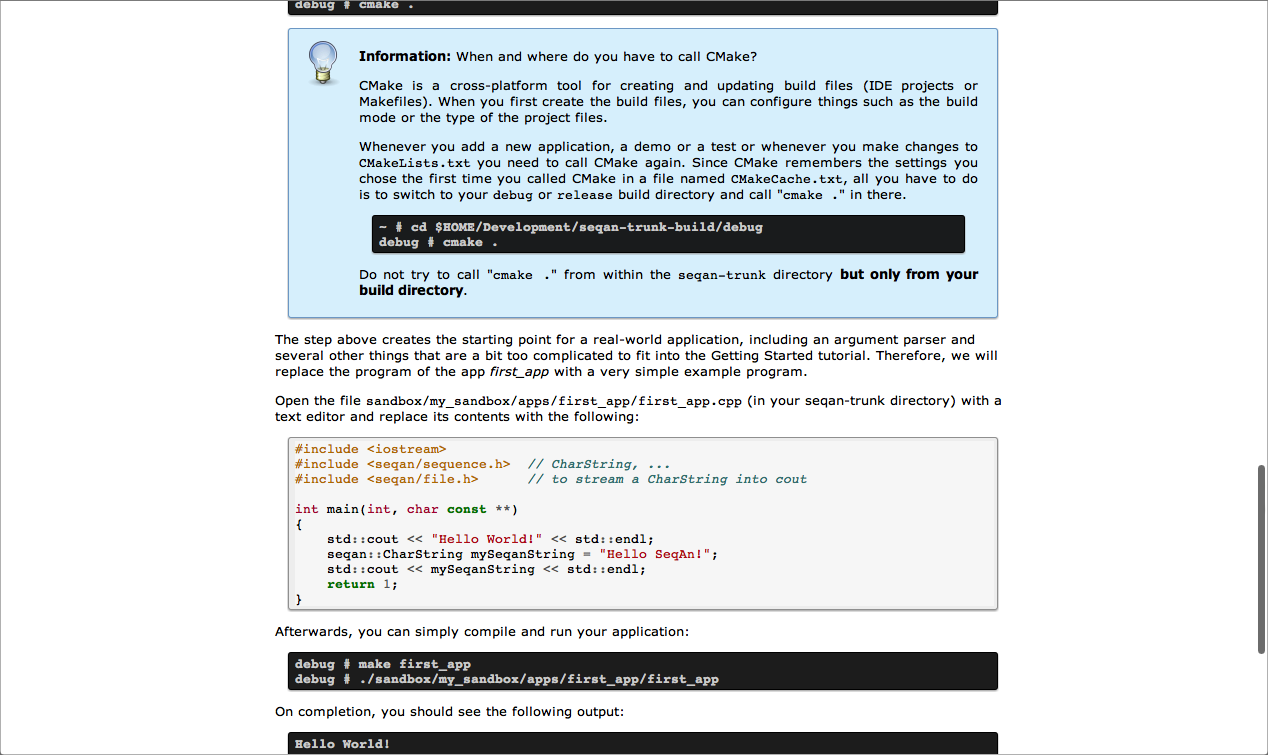 debug # cmake .
Information: When and where do you have to call CMake?
CMake is a cross-platform tool for creating and updating build files (IDE projects or
Makefiles). When you first create the build files, you can configure things such as the build
mode or the type of the project files.
Whenever you add a new application, a demo or a test or whenever you make changes to
CMakeLists.txt you need to call CMake again. Since CMake remembers the settings you
chose the first time you called CMake in a file named CMakeCache.txt, all you have to do
is to switch to your debug or release build directory and call "cmake ." in there.
~ # cd $HOME/Development/seqan-trunk-build/debug
debug # cmake .
Do not try to call "cmake ." from within the seqan-trunk directory but only from your
build directory.
The step above creates the starting point for a real-world application, including an argument parser and
several other things that are a bit too complicated to fit into the Getting Started tutorial. Therefore, we will
replace the program of the app first_app with a very simple example program.
Open the file sandbox/my_sandbox/apps/first_app/first_app.cpp (in your seqan-trunk directory) with a
text editor and replace its contents with the following:
#include <iostream>
#include <seqan/sequence.h>  // CharString, ...
#include <seqan/file.h>      // to stream a CharString into cout
int main(int, char const **)
{
    std::cout << "Hello World!" << std::endl;
    seqan::CharString mySeqanString = "Hello SeqAn!";
    std::cout << mySeqanString << std::endl;
    return 1;
}
Afterwards, you can simply compile and run your application:
debug # make first_app
debug # ./sandbox/my_sandbox/apps/first_app/first_app
On completion, you should see the following output:
Hello World!